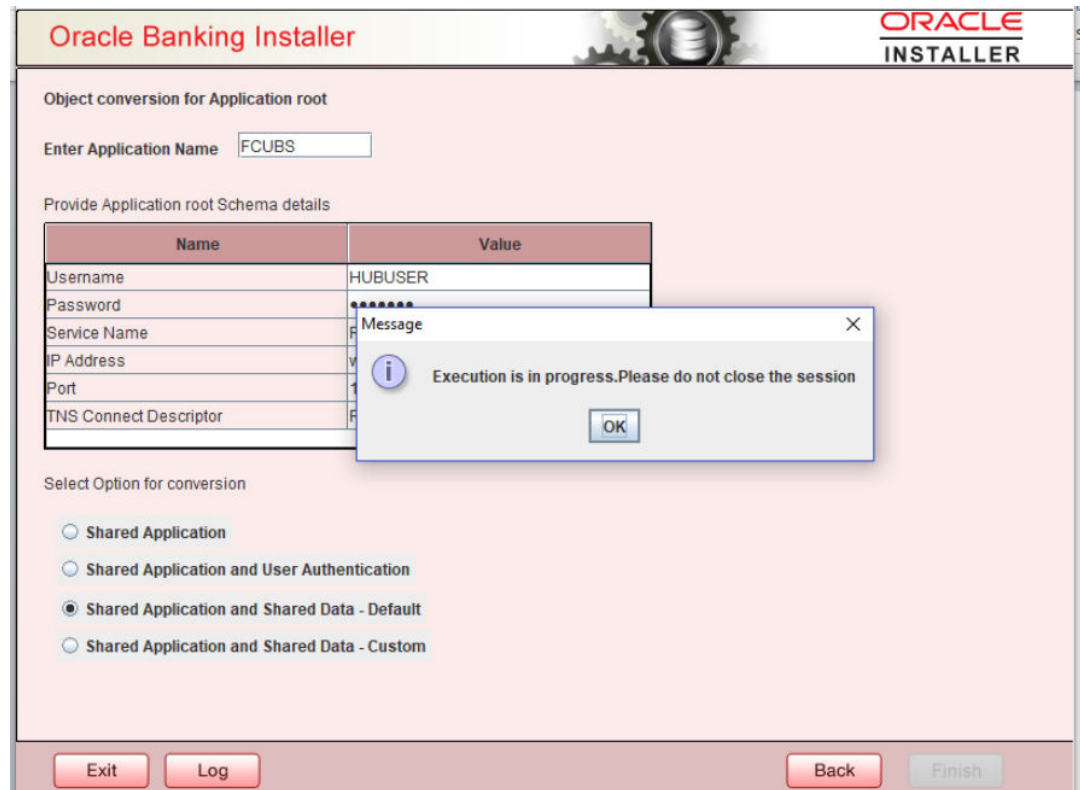 Oracle Banking Installer
ORACLE
INSTALLER
Object conversion for Application root
Enter Application Name FCUBS
Provide Application root Schema details
Name Value
Username HUBUSER
Password •••••••
Service Name
IP Address
Port
TNS Connect Descriptor
Message
Execution is in progress.Please do not close the session
OK
Select Option for conversion
Shared Application
Shared Application and User Authentication
Shared Application and Shared Data - Default
Shared Application and Shared Data - Custom
Exit Log Back Finish